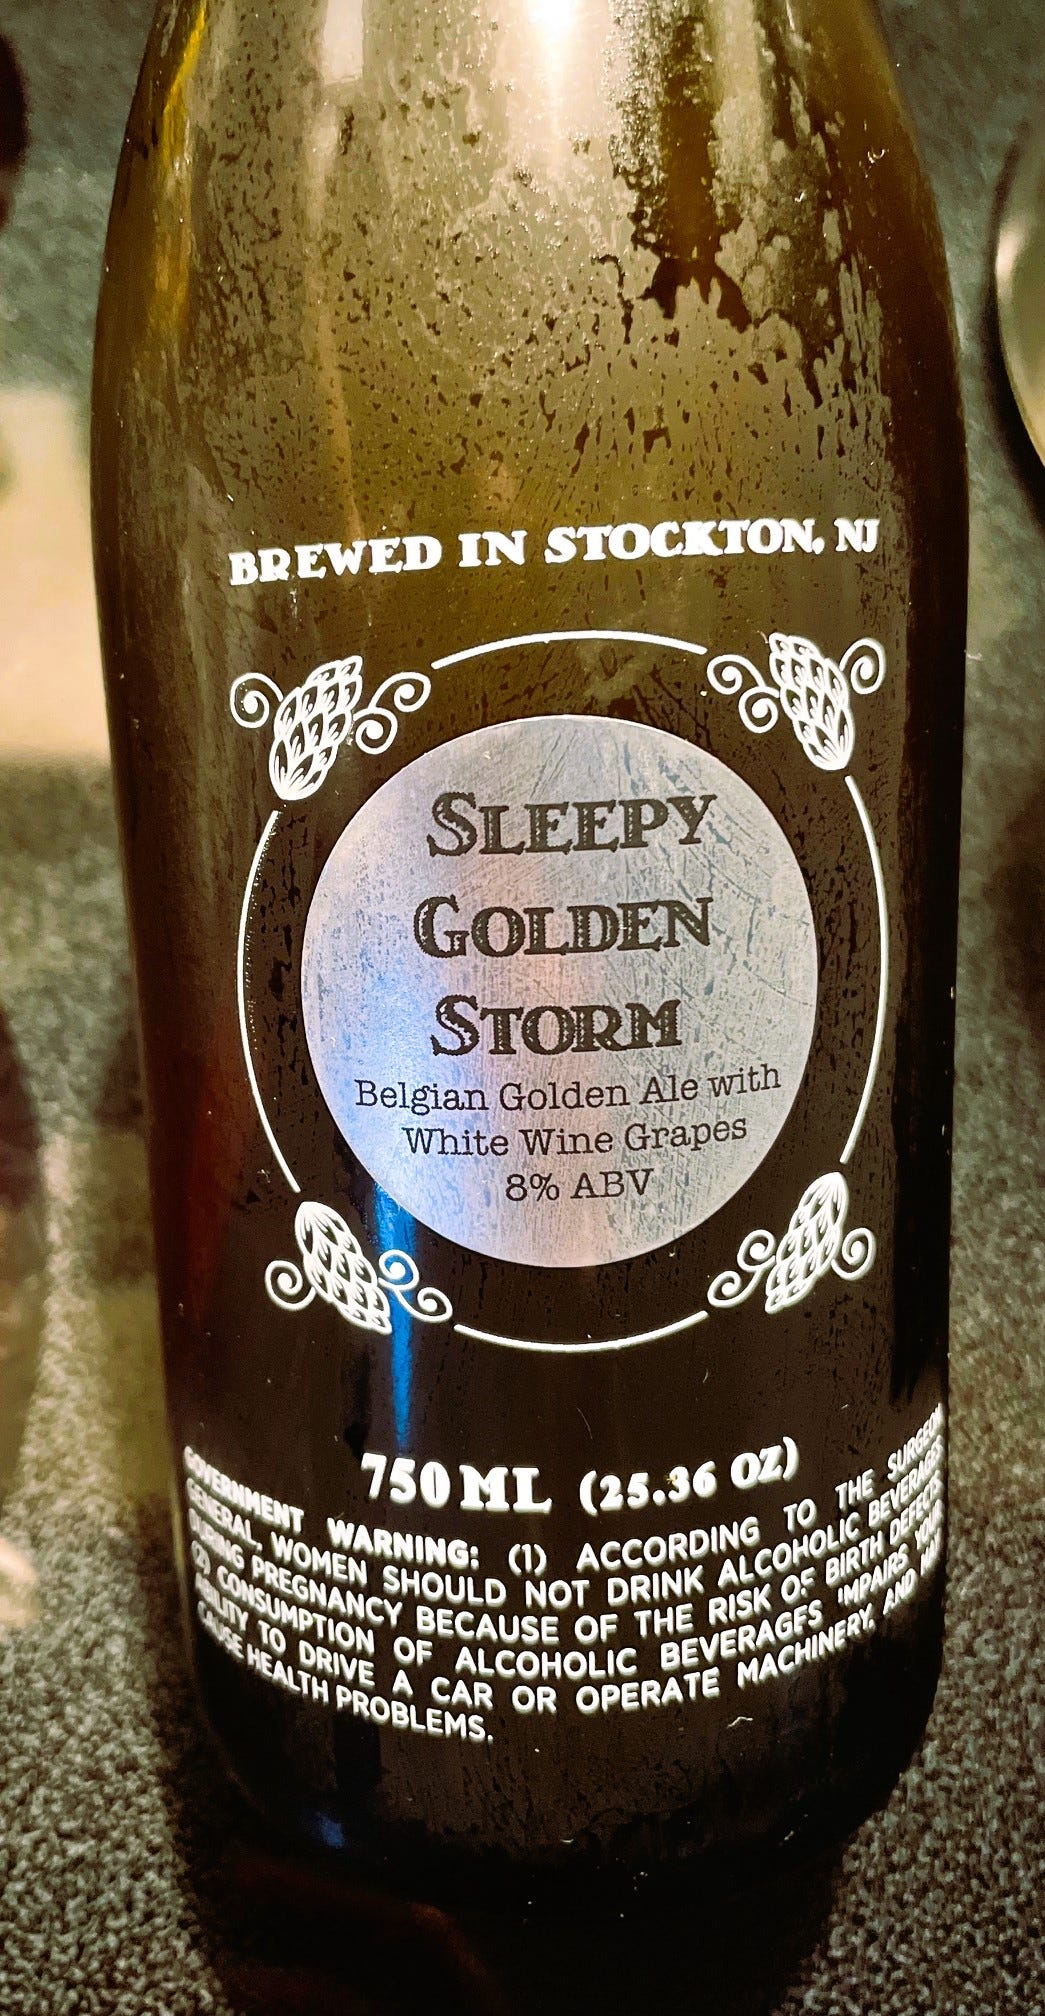 BREWED IN STOCKTON, NJ
SLEEPY
GOLDEN
STORM
Belgian Golden Ale with
White Wine Grapes
8% ABV
750 ML (25.36 OZ)
GOVERNMENT WARNING: (1) ACCORDING TO THE SURGEON
GENERAL, WOMEN SHOULD NOT DRINK ALCOHOLIC BEVERAGES
DURING PREGNANCY BECAUSE OF THE RISK OF BIRTH DEFECTS.
(2) CONSUMPTION OF ALCOHOLIC BEVERAGES IMPAIRS YOUR
ABILITY TO DRIVE A CAR OR OPERATE MACHINERY, AND MAY
CAUSE HEALTH PROBLEMS.